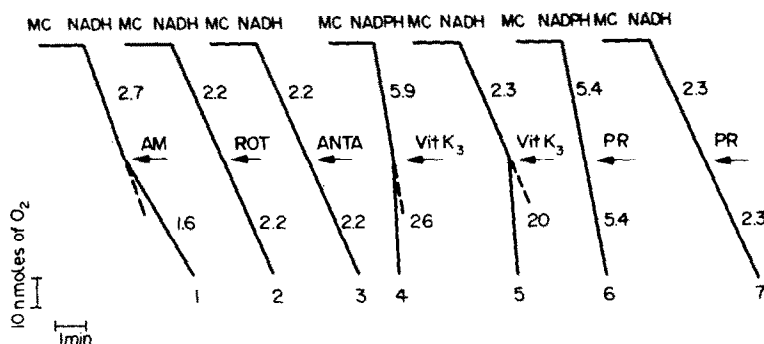 MC NADH MC NADH MC NADH MC NADPH MC NADH MC NADPH MC NADH
2.7 2.2 2.2 5.9 2.3 5.4 2.3
AM ROT ANTA Vit K3 Vit K3 PR PR
1.6 2.2 2.2 26 20 5.4 2.3
1 2 3 4 5 6 7
10 nmoles of O2
1min